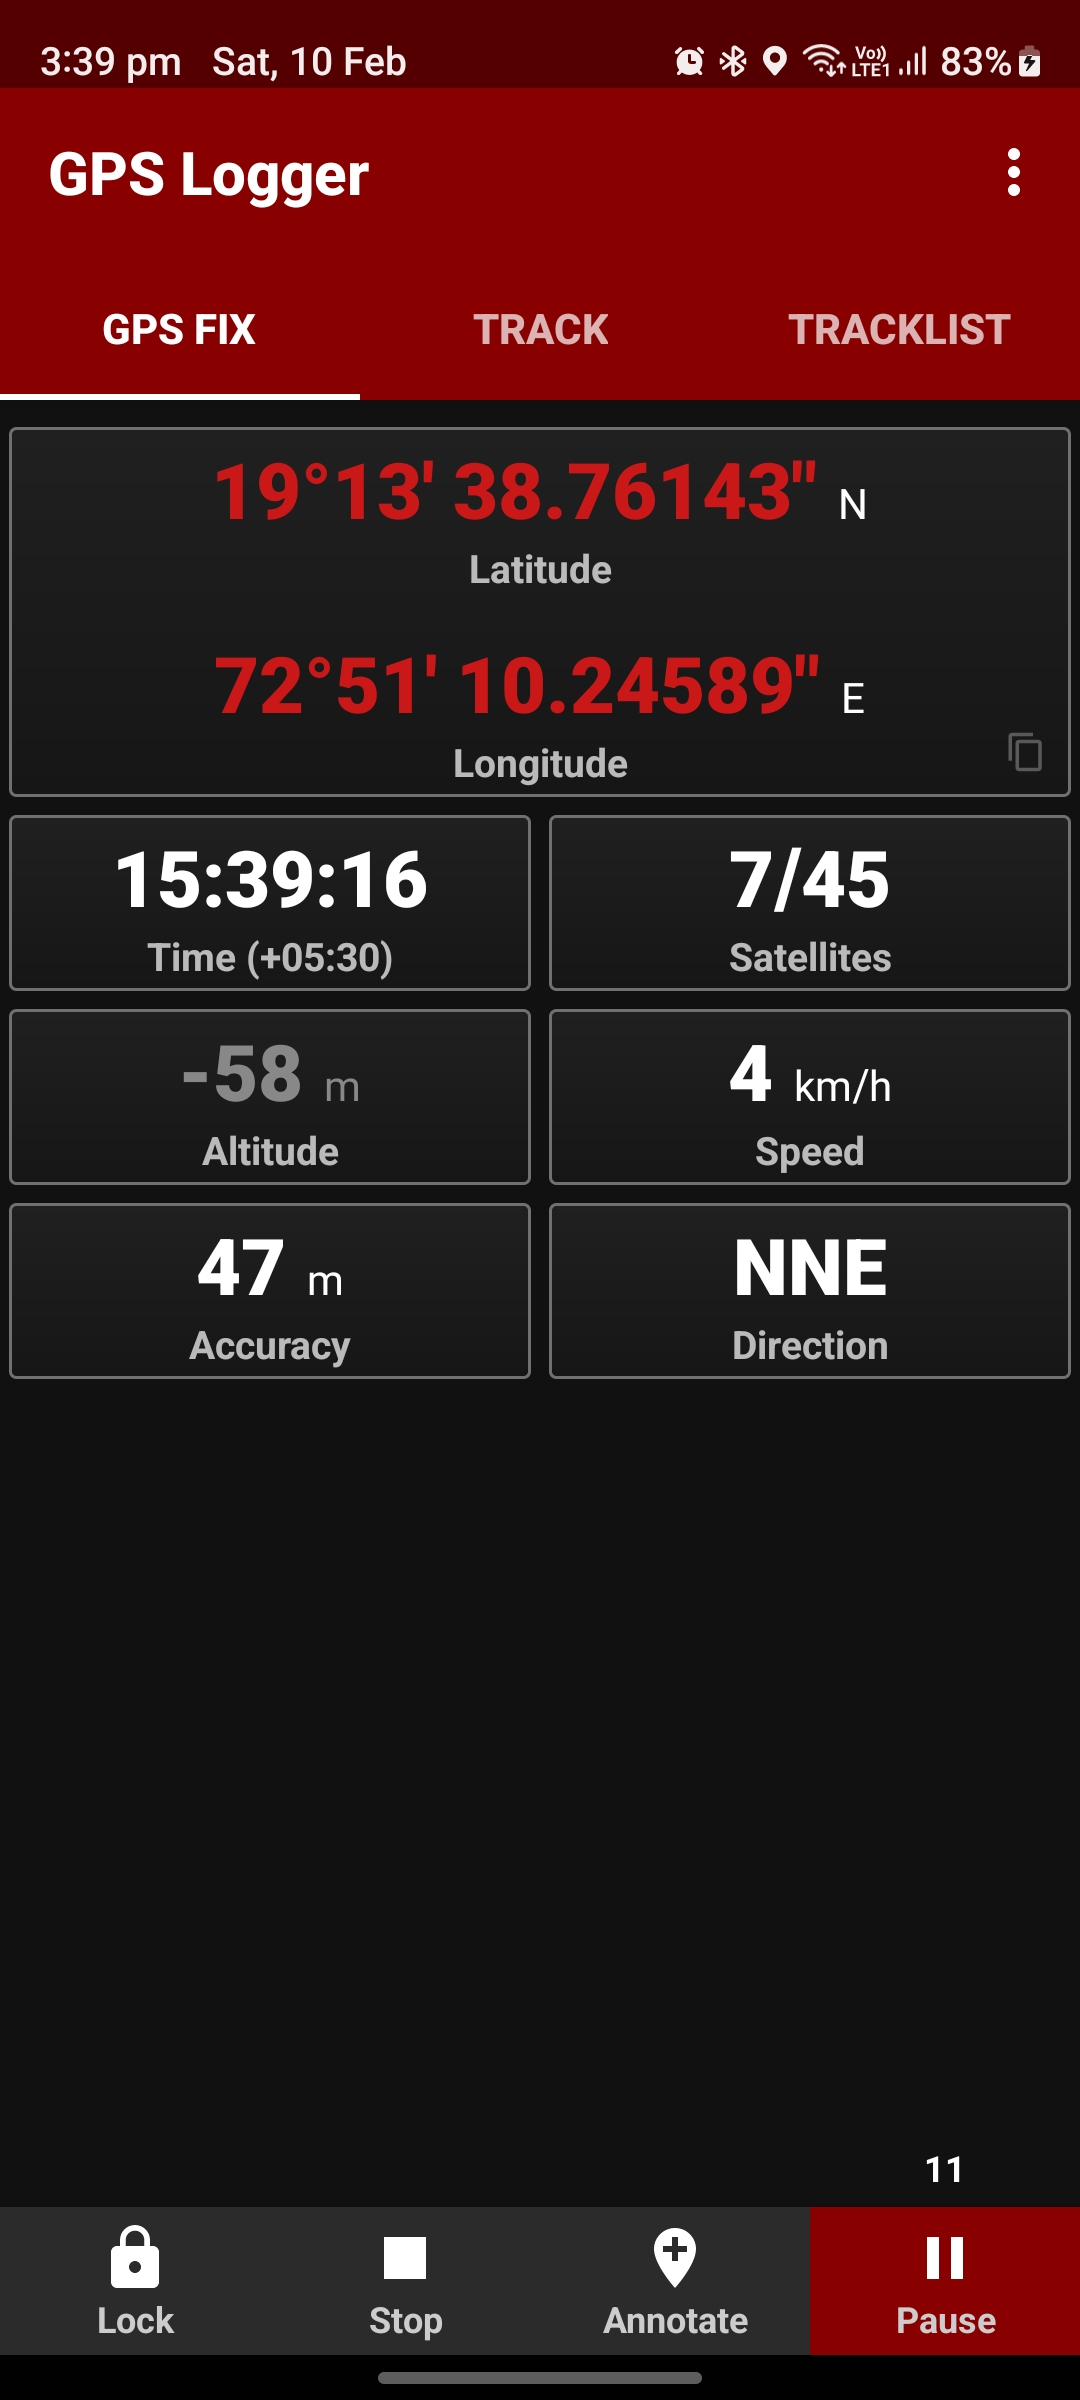 3:39 pm Sat, 10 Feb Vo)) LTE1 83%
GPS Logger
GPS FIX TRACK TRACKLIST
19°13' 38.76143" N
Latitude
72°51' 10.24589" E
Longitude
15:39:16 7/45
Time (+05:30) Satellites
-58 m 4 km/h
Altitude Speed
47 m NNE
Accuracy Direction
11
Lock Stop Annotate Pause